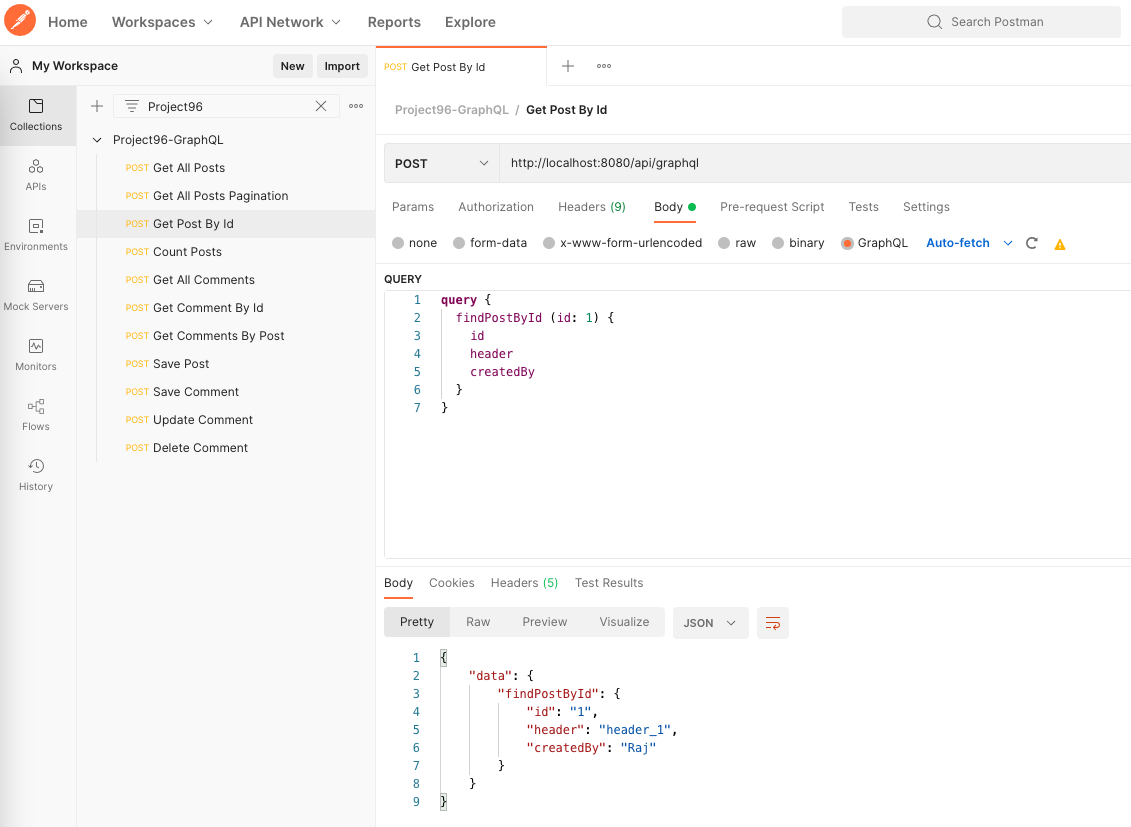 Home Workspaces API Network Reports Explore Search Postman
My Workspace New Import
POST Get Post By Id
Collections
APIs
Environments
Mock Servers
Monitors
Flows
History
Project96
Project96-GraphQL
POST Get All Posts
POST Get All Posts Pagination
POST Get Post By Id
POST Count Posts
POST Get All Comments
POST Get Comment By Id
POST Get Comments By Post
POST Save Post
POST Save Comment
POST Update Comment
POST Delete Comment
Project96-GraphQL / Get Post By Id
POST http://localhost:8080/api/graphql
Params Authorization Headers (9) Body Pre-request Script Tests Settings
none form-data x-www-form-urlencoded raw binary GraphQL Auto-fetch
QUERY
1 query {
2 findPostById (id: 1) {
3 id
4 header
5 createdBy
6 }
7 }
Body Cookies Headers (5) Test Results
Pretty Raw Preview Visualize JSON
1 {
2 "data": {
3 "findPostById": {
4 "id": "1",
5 "header": "header_1",
6 "createdBy": "Raj"
7 }
8 }
9 }